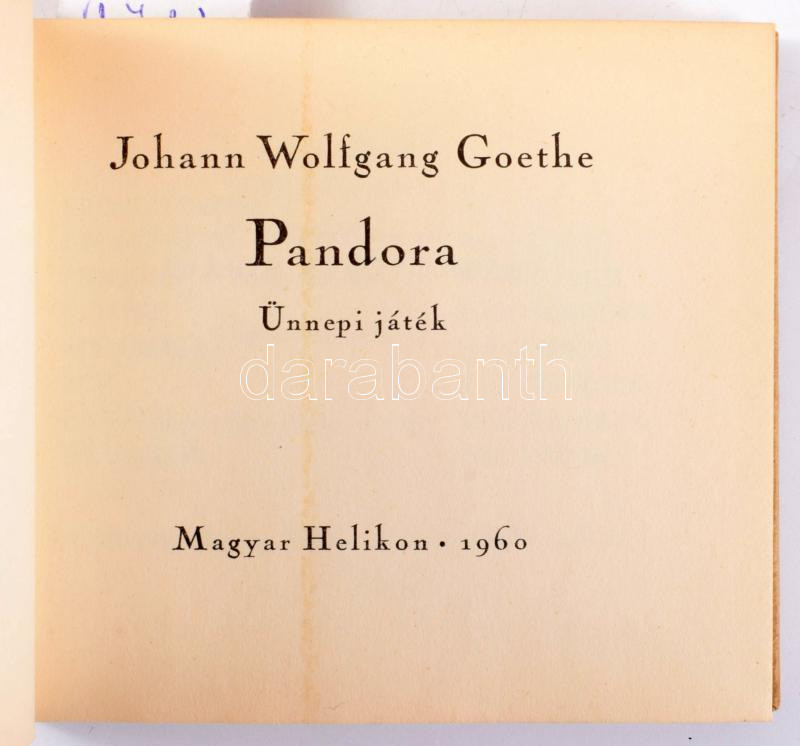 Johann Wolfgang Goethe
Pandora
Ünnepi játék
darabanth
Magyar Helikon • 1960